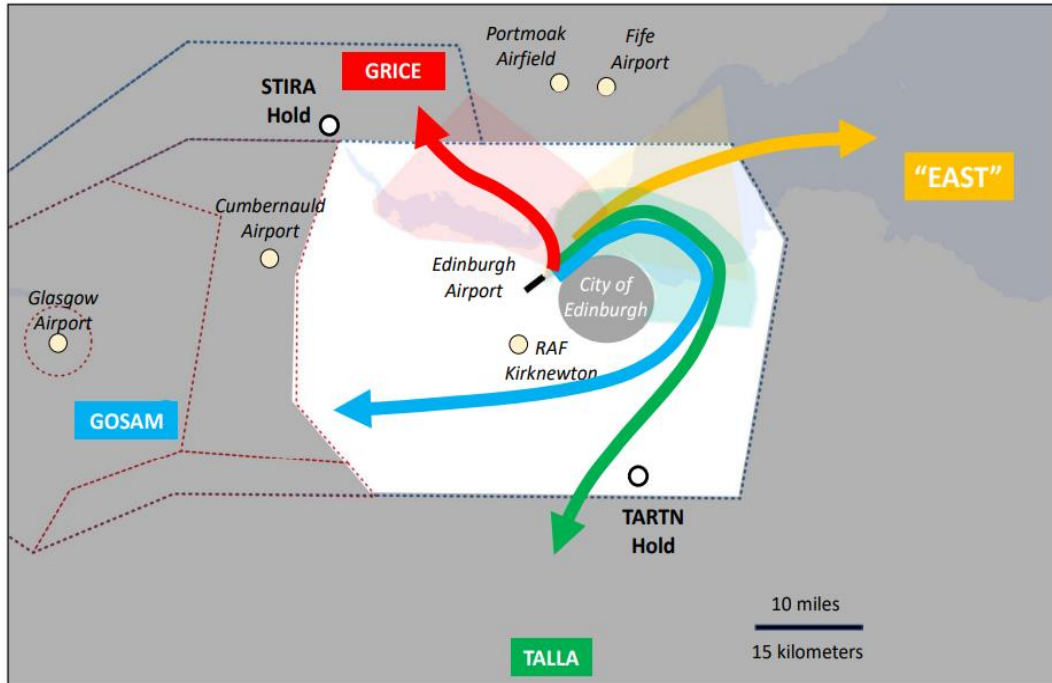 Portmoak
Airfield
Fife
Airport
GRICE
STIRA
Hold
“EAST”
Cumbernauld
Airport
Edinburgh
Airport
City of
Edinburgh
Glasgow
Airport
RAF
Kirknewton
GOSAM
TARTN
Hold
10 miles
15 kilometers
TALLA